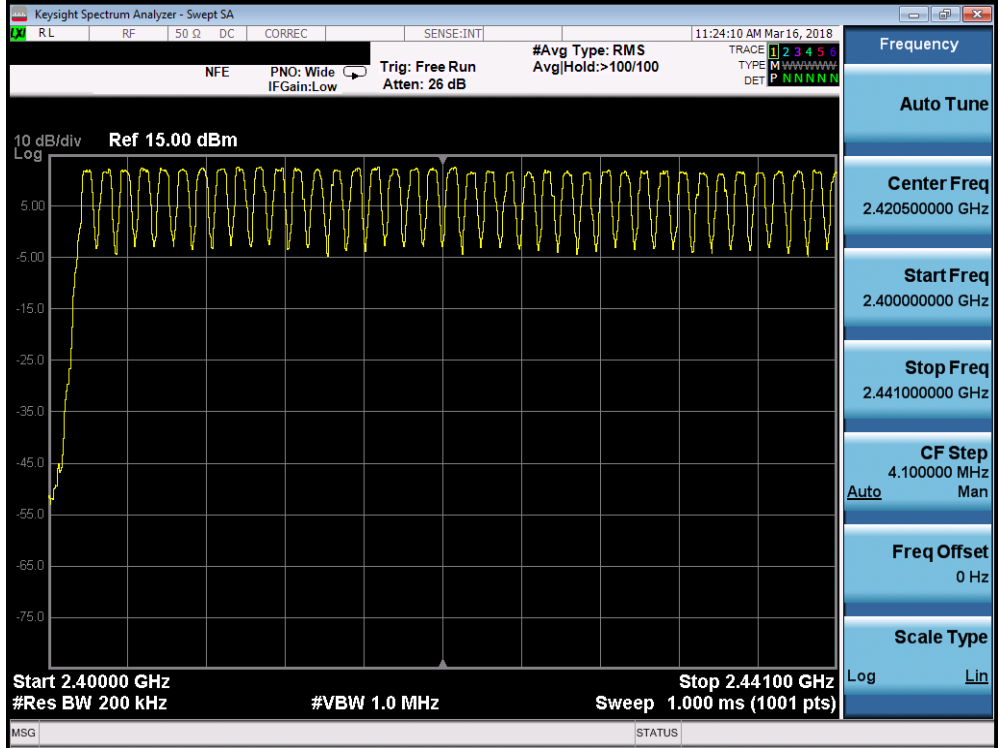 Keysight Spectrum Analyzer - Swept SA
LXI RL RF 50 Ω DC CORREC SENSE:INT 11:24:10 AM Mar 16, 2018
NFE PNO: Wide Trig: Free Run #Avg Type: RMS TRACE 1 2 3 4 5 6
IFGain:Low Atten: 26 dB Avg|Hold:>100/100 TYPE M WWWWW
DET P N N N N N
10 dB/div Ref 15.00 dBm
Log
5.00
-5.00
-15.0
-25.0
-35.0
-45.0
-55.0
-65.0
-75.0
Start 2.40000 GHz Stop 2.44100 GHz
#Res BW 200 kHz #VBW 1.0 MHz Sweep 1.000 ms (1001 pts)
MSG STATUS
Frequency
Auto Tune
Center Freq
2.420500000 GHz
Start Freq
2.400000000 GHz
Stop Freq
2.441000000 GHz
CF Step
4.100000 MHz
Auto Man
Freq Offset
0 Hz
Scale Type
Log Lin